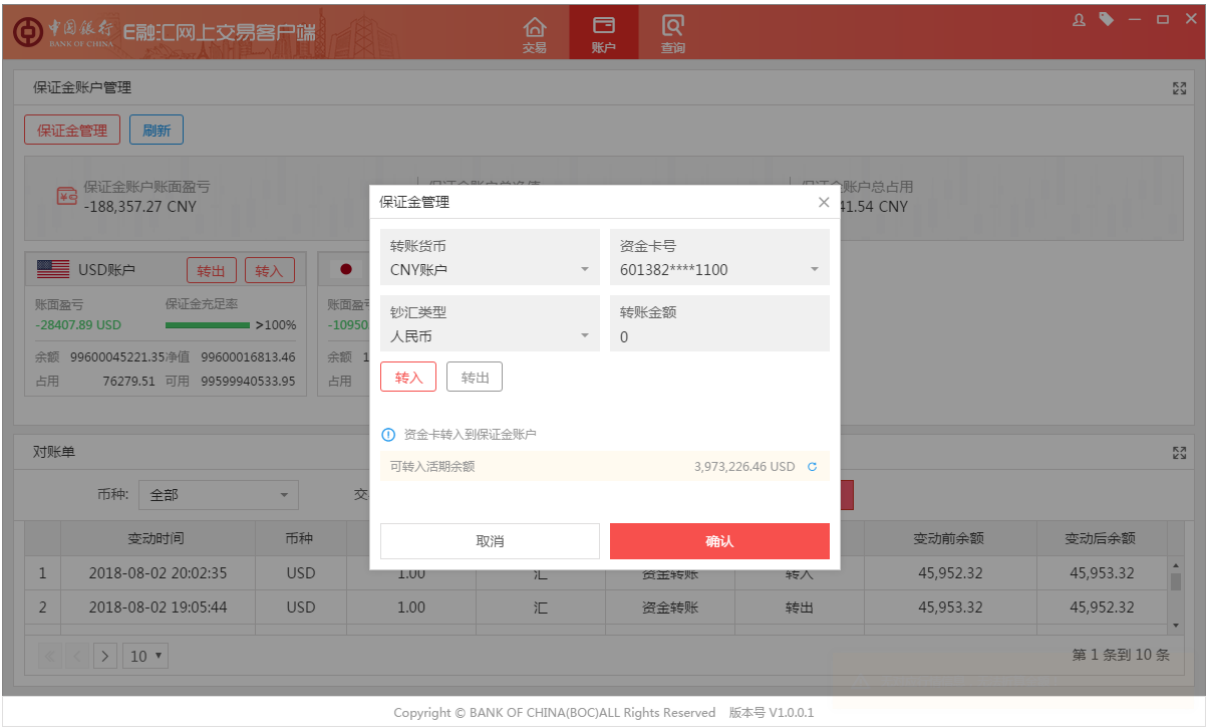 中国银行 BANK OF CHINA E融汇网上交易客户端
交易 账户 查询
保证金账户管理
保证金管理 刷新
保证金账户账面盈亏
-188,357.27 CNY 41.54 CNY
账户总占用
USD账户 转出 转入
账面盈亏 保证金充足率 账面盈
-28407.89 USD >100% -10950
余额 99600045221.35 净值 99600016813.46 余额 1
占用 76279.51 可用 99599940533.95 占用
保证金管理
转账货币 资金卡号
CNY账户 601382****1100
钞汇类型 转账金额
人民币 0
转入 转出
资金卡转入到保证金账户
可转入活期余额 3,973,226.46 USD
取消 确认
对账单
币种: 全部 交
变动时间 币种 变动前余额 变动后余额
1 2018-08-02 20:02:35 USD 1.00 汇 资金转账 转入 45,952.32 45,953.32
2 2018-08-02 19:05:44 USD 1.00 汇 资金转账 转出 45,953.32 45,952.32
10 第 1 条到 10 条
Copyright © BANK OF CHINA(BOC)ALL Rights Reserved 版本号 V1.0.0.1